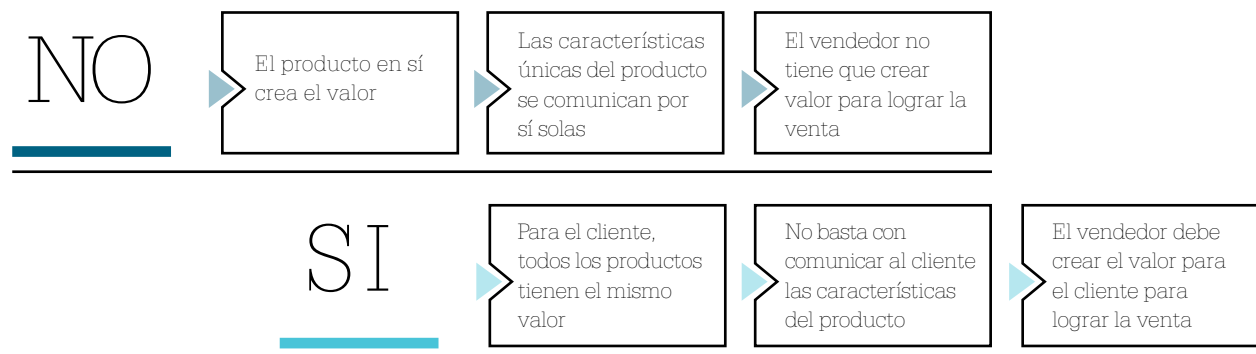 NO
El producto en sí
crea el valor
Las características
únicas del producto
se comunican por
sí solas
El vendedor no
tiene que crear
valor para lograr la
venta
SI
Para el cliente,
todos los productos
tienen el mismo
valor
No basta con
comunicar al cliente
las características
del producto
El vendedor debe
crear el valor para
el cliente para
lograr la venta